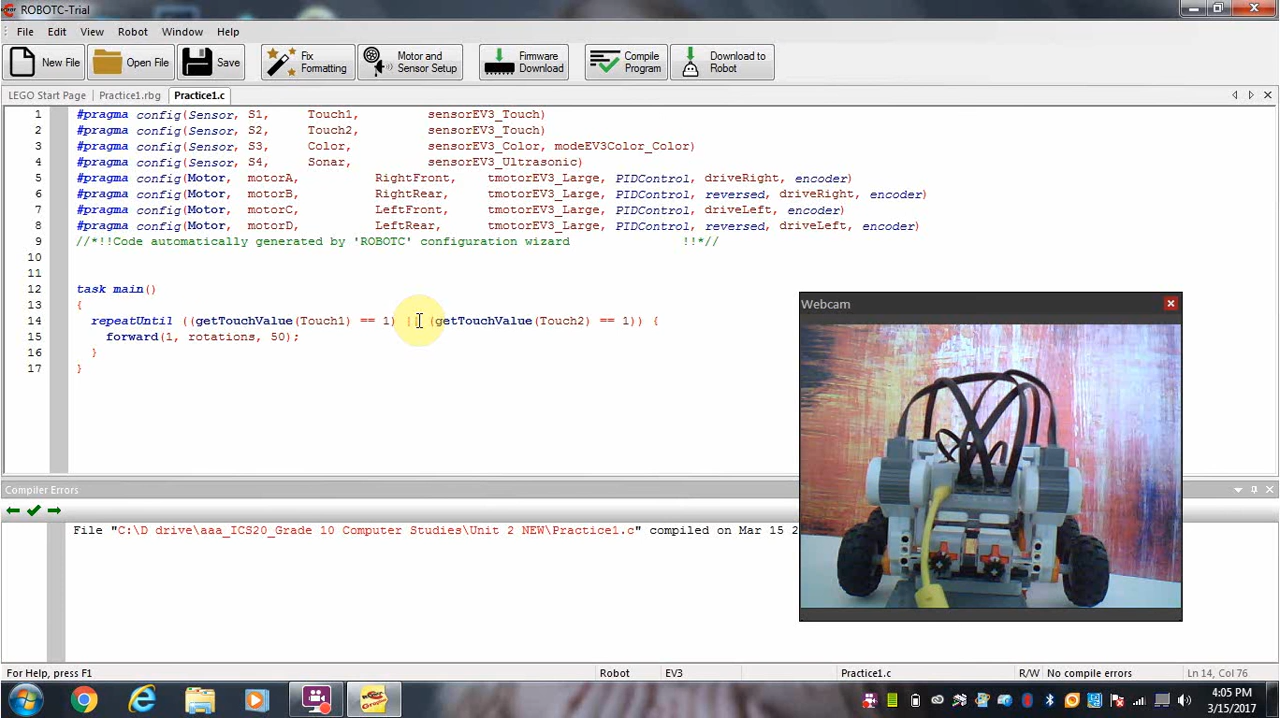 ROBOTC-Trial
File Edit View Robot Window Help
New File Open File Save Fix Formatting Motor and Sensor Setup Firmware Download Compile Program Download to Robot
LEGO Start Page Practice1.rbg Practice1.c
1 #pragma config(Sensor, S1, Touch1, sensorEV3_Touch)
2 #pragma config(Sensor, S2, Touch2, sensorEV3_Touch)
3 #pragma config(Sensor, S3, Color, sensorEV3_Color, modeEV3Color_Color)
4 #pragma config(Sensor, S4, Sonar, sensorEV3_Ultrasonic)
5 #pragma config(Motor, motorA, RightFront, tmotorEV3_Large, PIDControl, driveRight, encoder)
6 #pragma config(Motor, motorB, RightRear, tmotorEV3_Large, PIDControl, reversed, driveRight, encoder)
7 #pragma config(Motor, motorC, LeftFront, tmotorEV3_Large, PIDControl, driveLeft, encoder)
8 #pragma config(Motor, motorD, LeftRear, tmotorEV3_Large, PIDControl, reversed, driveLeft, encoder)
9 //*!!Code automatically generated by 'ROBOTC' configuration wizard !!*//
10
11
12 task main()
13 {
14 repeatUntil ((getTouchValue(Touch1) == 1) || (getTouchValue(Touch2) == 1)) {
15 forward(1, rotations, 50);
16 }
17 }
Webcam
Compiler Errors
File "C:\D drive\aaa_ICS20_Grade 10 Computer Studies\Unit 2 NEW\Practice1.c" compiled on Mar 15 2
For Help, press F1 Robot EV3 Practice1.c R/W No compile errors Ln 14, Col 76
4:05 PM
3/15/2017